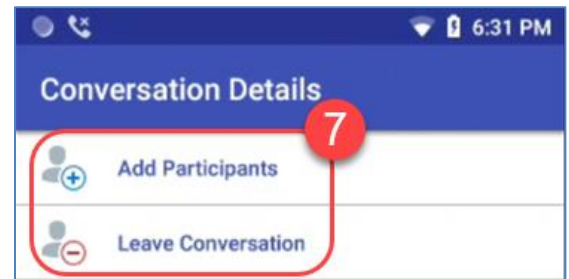 6:31 PM
Conversation Details
7
Add Participants
Leave Conversation